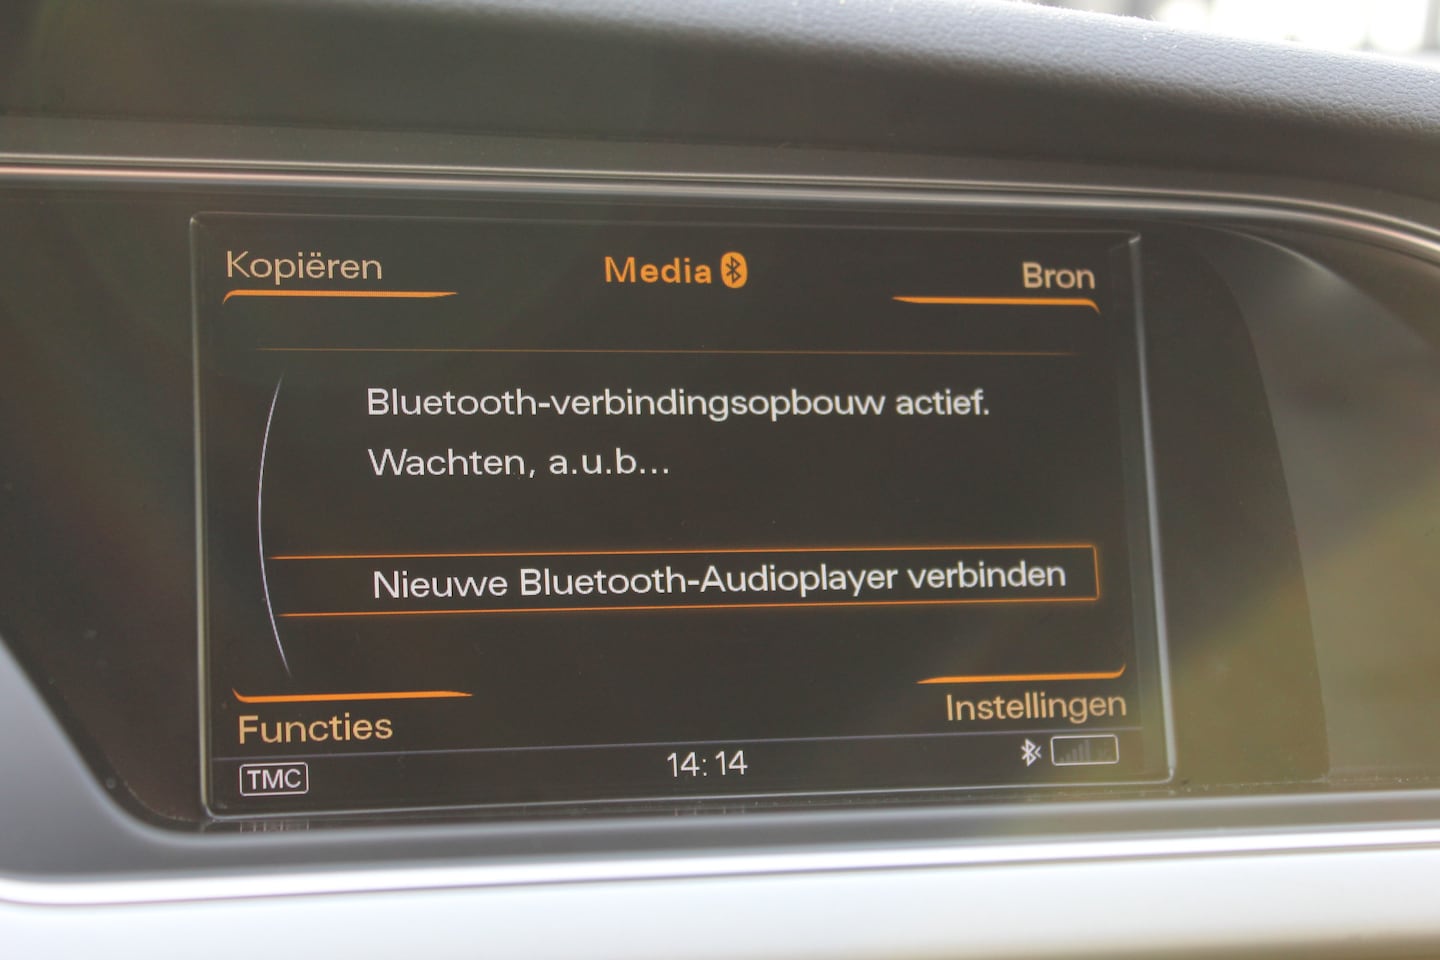 Kopiëren
Media
Bron
Bluetooth-verbindingsopbouw actief.
Wachten, a.u.b...
Nieuwe Bluetooth-Audioplayer verbinden
Functies
Instellingen
TMC
14:14